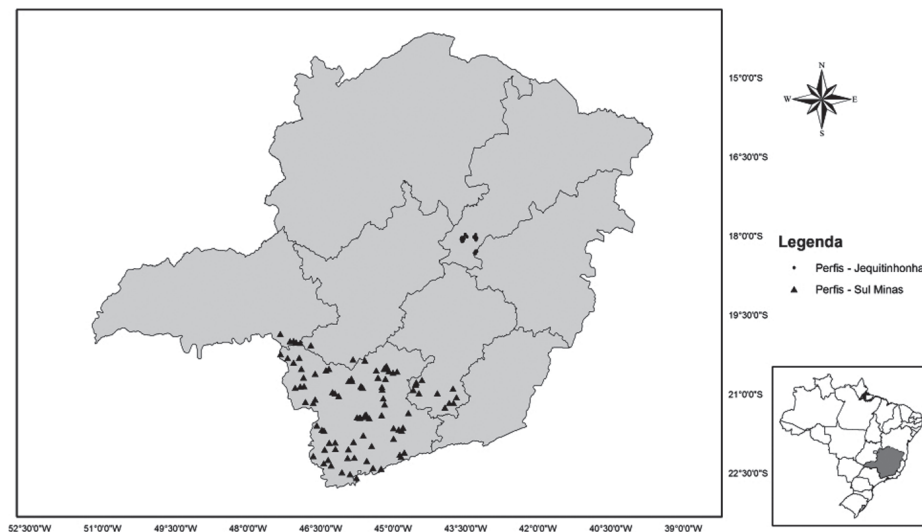 15°0'0"S
16°30'0"S
18°0'0"S
19°30'0"S
21°0'0"S
22°30'0"S
52°30'0"W 51°0'0"W 49°30'0"W 48°0'0"W 46°30'0"W 45°0'0"W 43°30'0"W 42°0'0"W 40°30'0"W 39°0'0"W
N
W E
S
Legenda
Perfis - Jequitinhonha
Perfis - Sul Minas